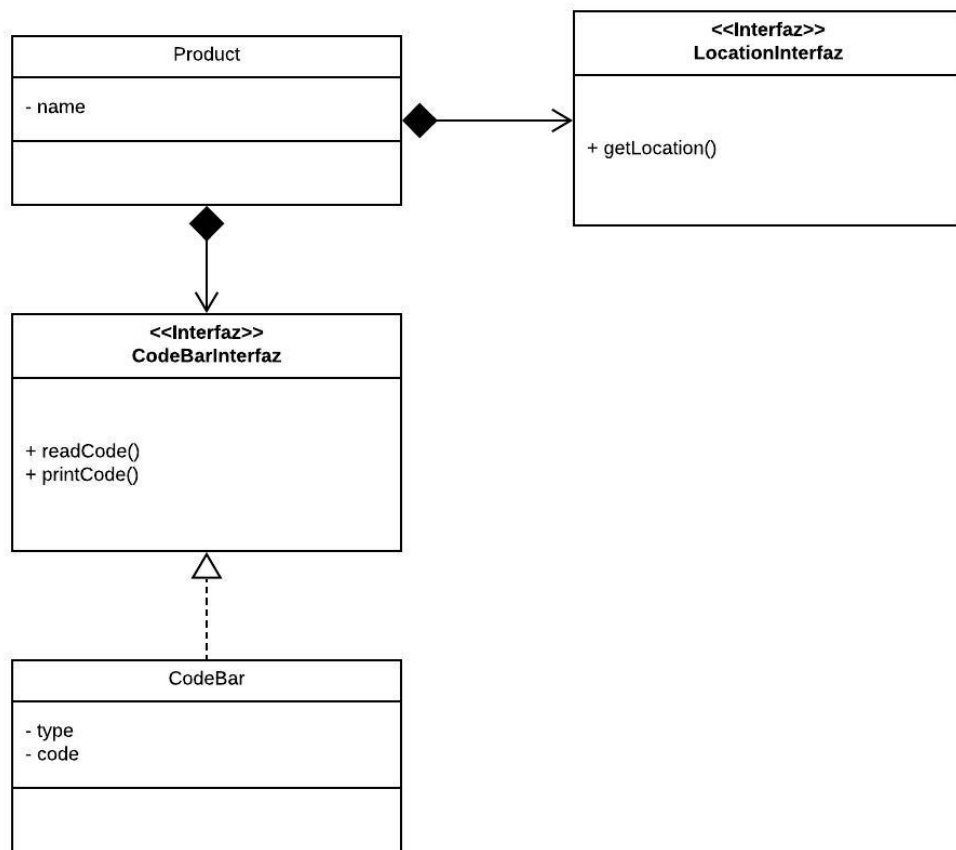 Product
- name
<<Interfaz>>
LocationInterfaz
+ getLocation()
<<Interfaz>>
CodeBarInterfaz
+ readCode()
+ printCode()
CodeBar
- type
- code